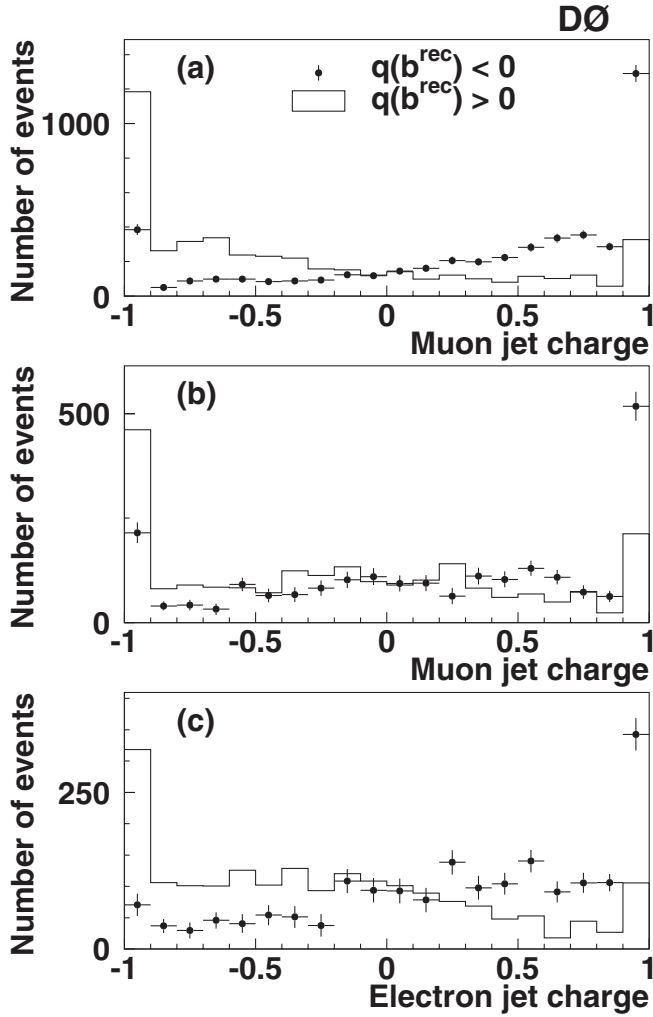 DØ
(a)
q(b^rec) < 0
q(b^rec) > 0
Number of events
1000
0
-1 -0.5 0 0.5 1
Muon jet charge
(b)
Number of events
500
0
-1 -0.5 0 0.5 1
Muon jet charge
(c)
Number of events
250
0
-1 -0.5 0 0.5 1
Electron jet charge